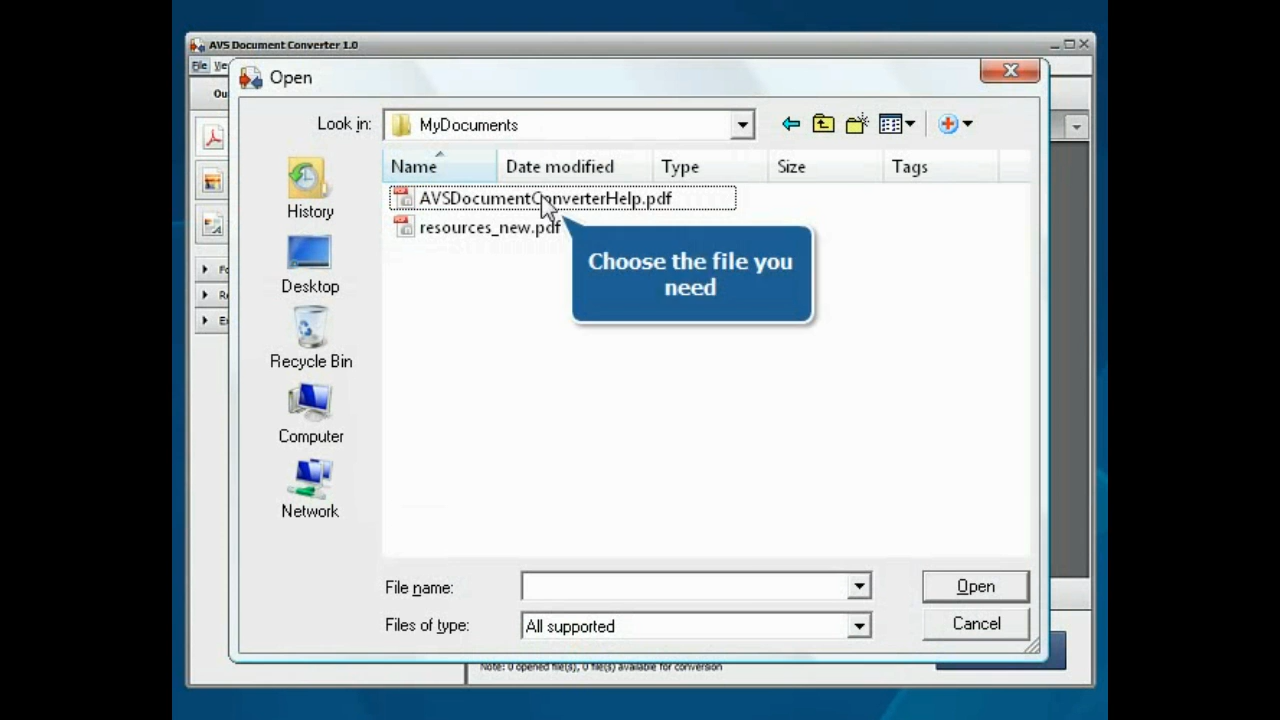 AVS Document Converter 1.0
File
Open
Look in:
MyDocuments
Name
Date modified
Type
Size
Tags
AVSDocumentConverterHelp.pdf
resources_new.pdf
Choose the file you
need
History
Desktop
Recycle Bin
Computer
Network
File name:
Open
Files of type:
All supported
Cancel
Note: 0 opened file(s), 0 file(s) available for conversion